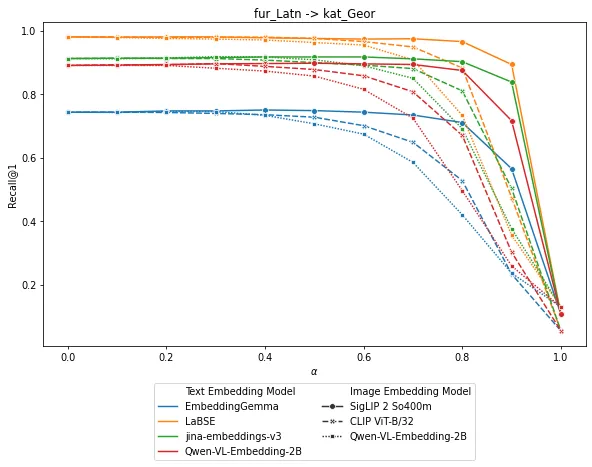 fur_Latn -> kat_Geor
Recall@1
1.0
0.8
0.6
0.4
0.2
0.0 0.2 0.4 0.6 0.8 1.0
α
Text Embedding Model
EmbeddingGemma
LaBSE
jina-embeddings-v3
Qwen-VL-Embedding-2B
Image Embedding Model
SigLIP 2 So400m
CLIP ViT-B/32
Qwen-VL-Embedding-2B